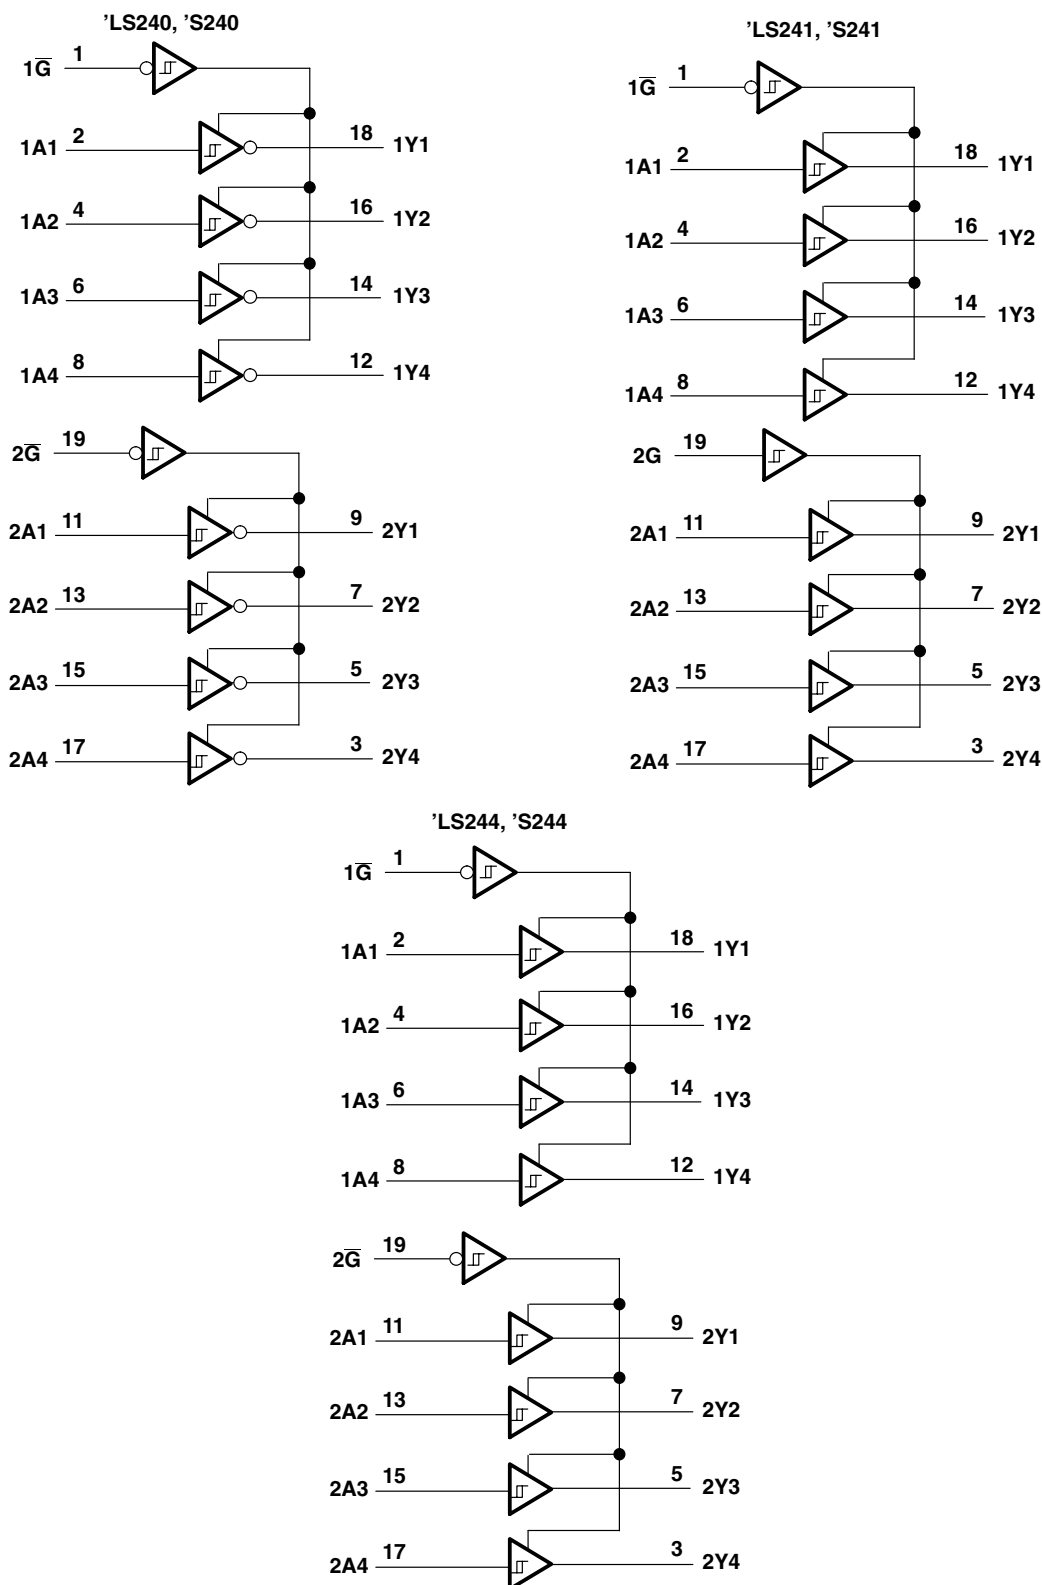 ’LS240, ’S240
1G̅ 1
1A1 2 18 1Y1
1A2 4 16 1Y2
1A3 6 14 1Y3
1A4 8 12 1Y4
2G̅ 19
2A1 11 9 2Y1
2A2 13 7 2Y2
2A3 15 5 2Y3
2A4 17 3 2Y4
’LS241, ’S241
1G̅ 1
1A1 2 18 1Y1
1A2 4 16 1Y2
1A3 6 14 1Y3
1A4 8 12 1Y4
2G 19
2A1 11 9 2Y1
2A2 13 7 2Y2
2A3 15 5 2Y3
2A4 17 3 2Y4
’LS244, ’S244
1G̅ 1
1A1 2 18 1Y1
1A2 4 16 1Y2
1A3 6 14 1Y3
1A4 8 12 1Y4
2G̅ 19
2A1 11 9 2Y1
2A2 13 7 2Y2
2A3 15 5 2Y3
2A4 17 3 2Y4